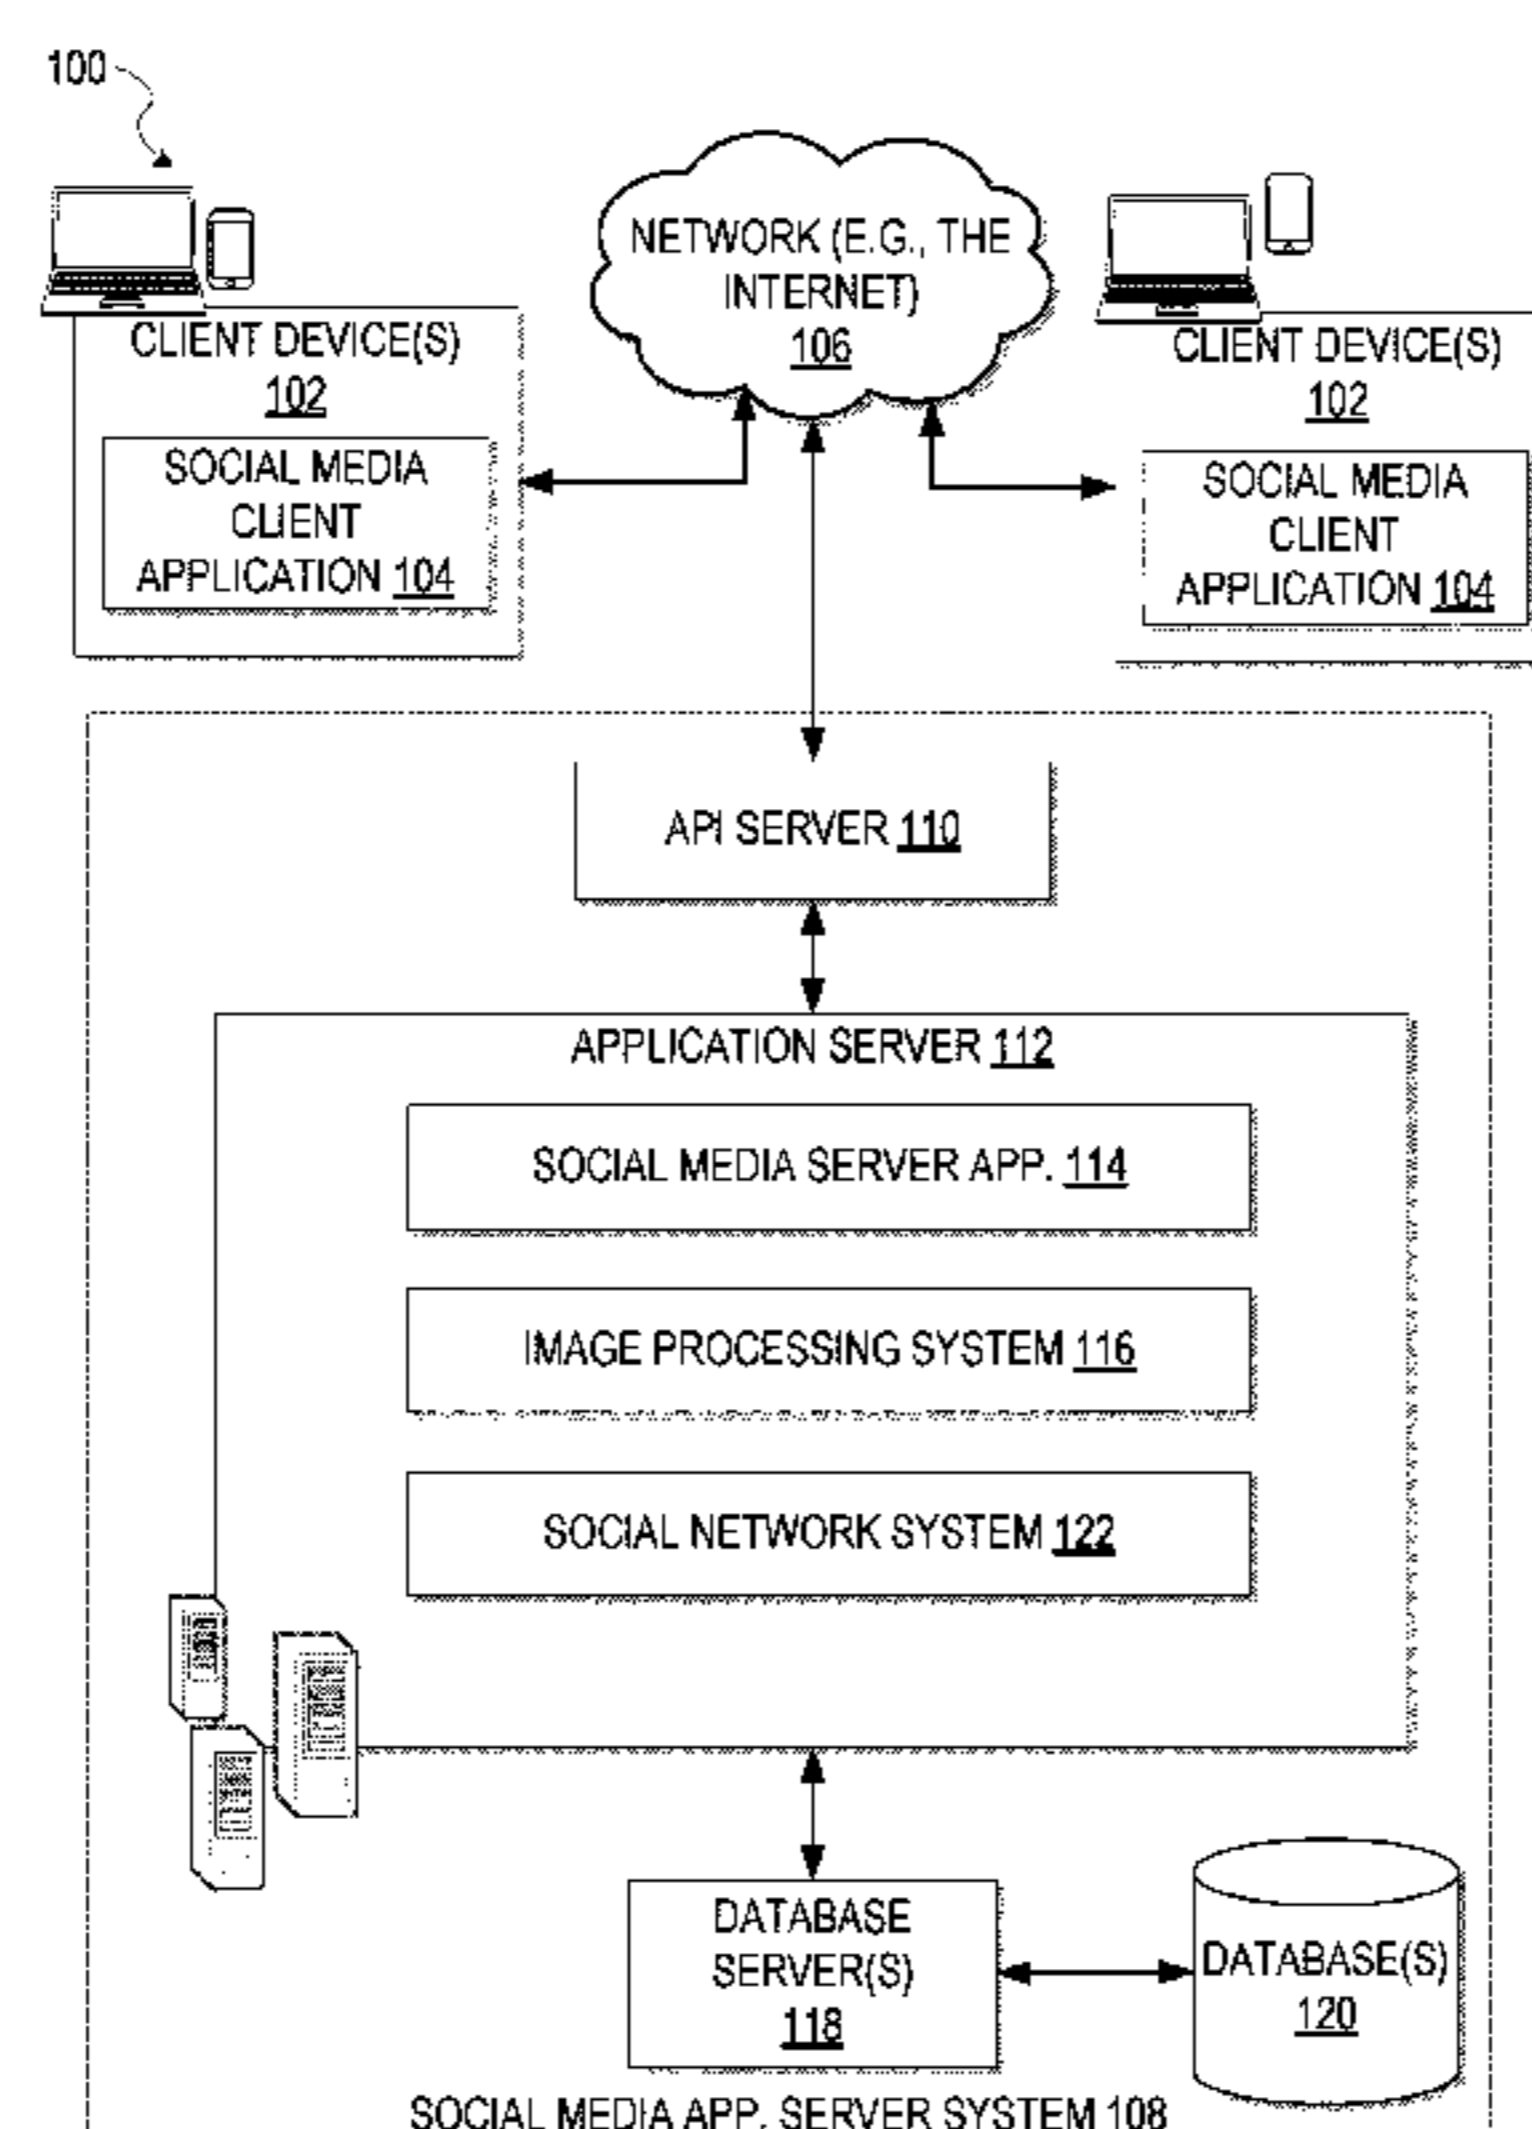 100
NETWORK (E.G., THE
INTERNET)
106
CLIENT DEVICE(S)
102
SOCIAL MEDIA
CLIENT
APPLICATION 104
CLIENT DEVICE(S)
102
SOCIAL MEDIA
CLIENT
APPLICATION 104
API SERVER 110
APPLICATION SERVER 112
SOCIAL MEDIA SERVER APP. 114
IMAGE PROCESSING SYSTEM 116
SOCIAL NETWORK SYSTEM 122
DATABASE
SERVER(S)
118
DATABASE(S)
120
SOCIAL MEDIA APP. SERVER SYSTEM 108